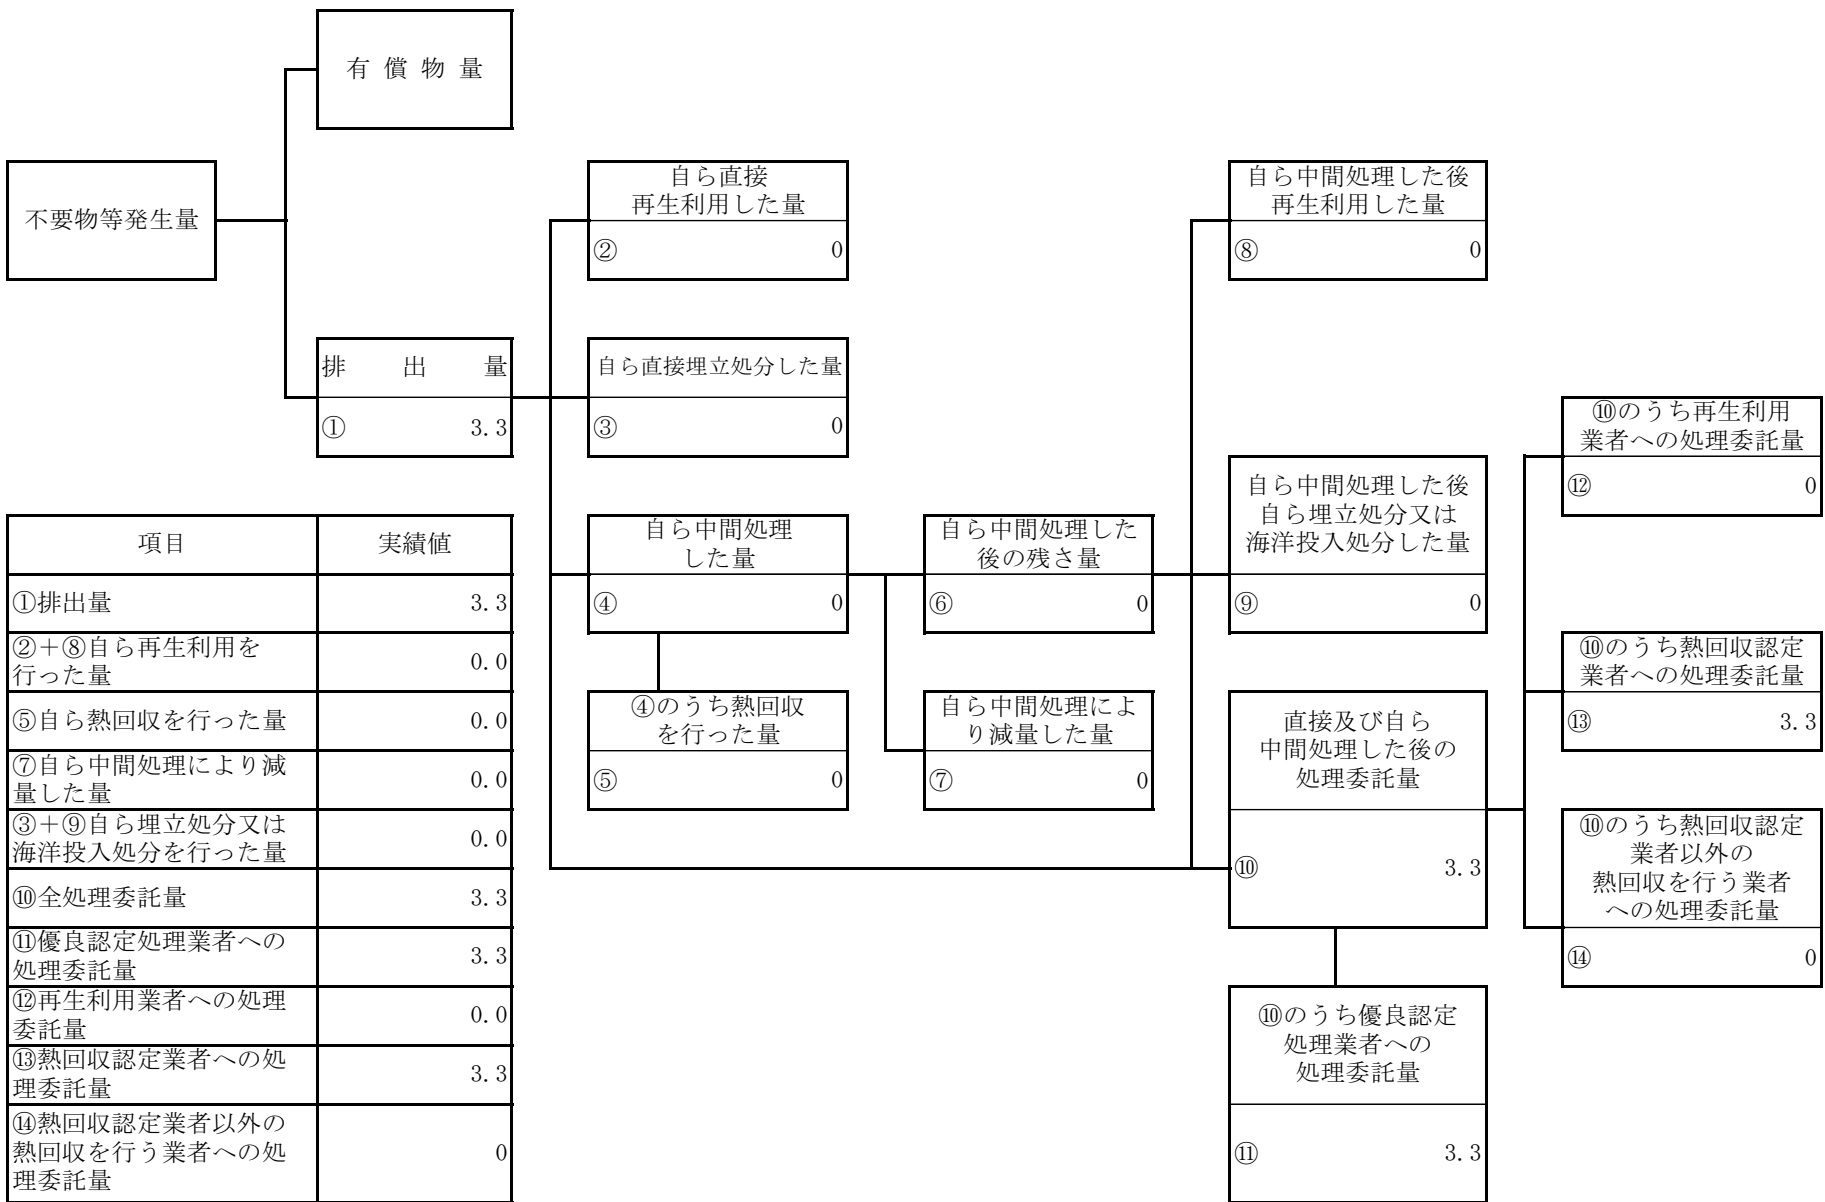 有 償 物 量
不要物等発生量
自ら直接
再生利用した量
② 0
自ら中間処理した後
再生利用した量
⑧ 0
排 出 量
① 3.3
自ら直接埋立処分した量
③ 0
⑩のうち再生利用
業者への処理委託量
⑫ 0
自ら中間処理
した量
④ 0
自ら中間処理した
後の残さ量
⑥ 0
自ら中間処理した後
自ら埋立処分又は
海洋投入処分した量
⑨ 0
⑩のうち熱回収認定
業者への処理委託量
⑬ 3.3
④のうち熱回収
を行った量
⑤ 0
自ら中間処理によ
り減量した量
⑦ 0
直接及び自ら
中間処理した後の
処理委託量
⑩ 3.3
⑩のうち熱回収認定
業者以外の
熱回収を行う業者
への処理委託量
⑭ 0
⑩のうち優良認定
処理業者への
処理委託量
⑪ 3.3
項目 実績値
①排出量 3.3
②＋⑧自ら再生利用を
行った量 0.0
⑤自ら熱回収を行った量 0.0
⑦自ら中間処理により減
量した量 0.0
③＋⑨自ら埋立処分又は
海洋投入処分を行った量 0.0
⑩全処理委託量 3.3
⑪優良認定処理業者への
処理委託量 3.3
⑫再生利用業者への処理
委託量 0.0
⑬熱回収認定業者への処
理委託量 3.3
⑭熱回収認定業者以外の
熱回収を行う業者への処
理委託量 0